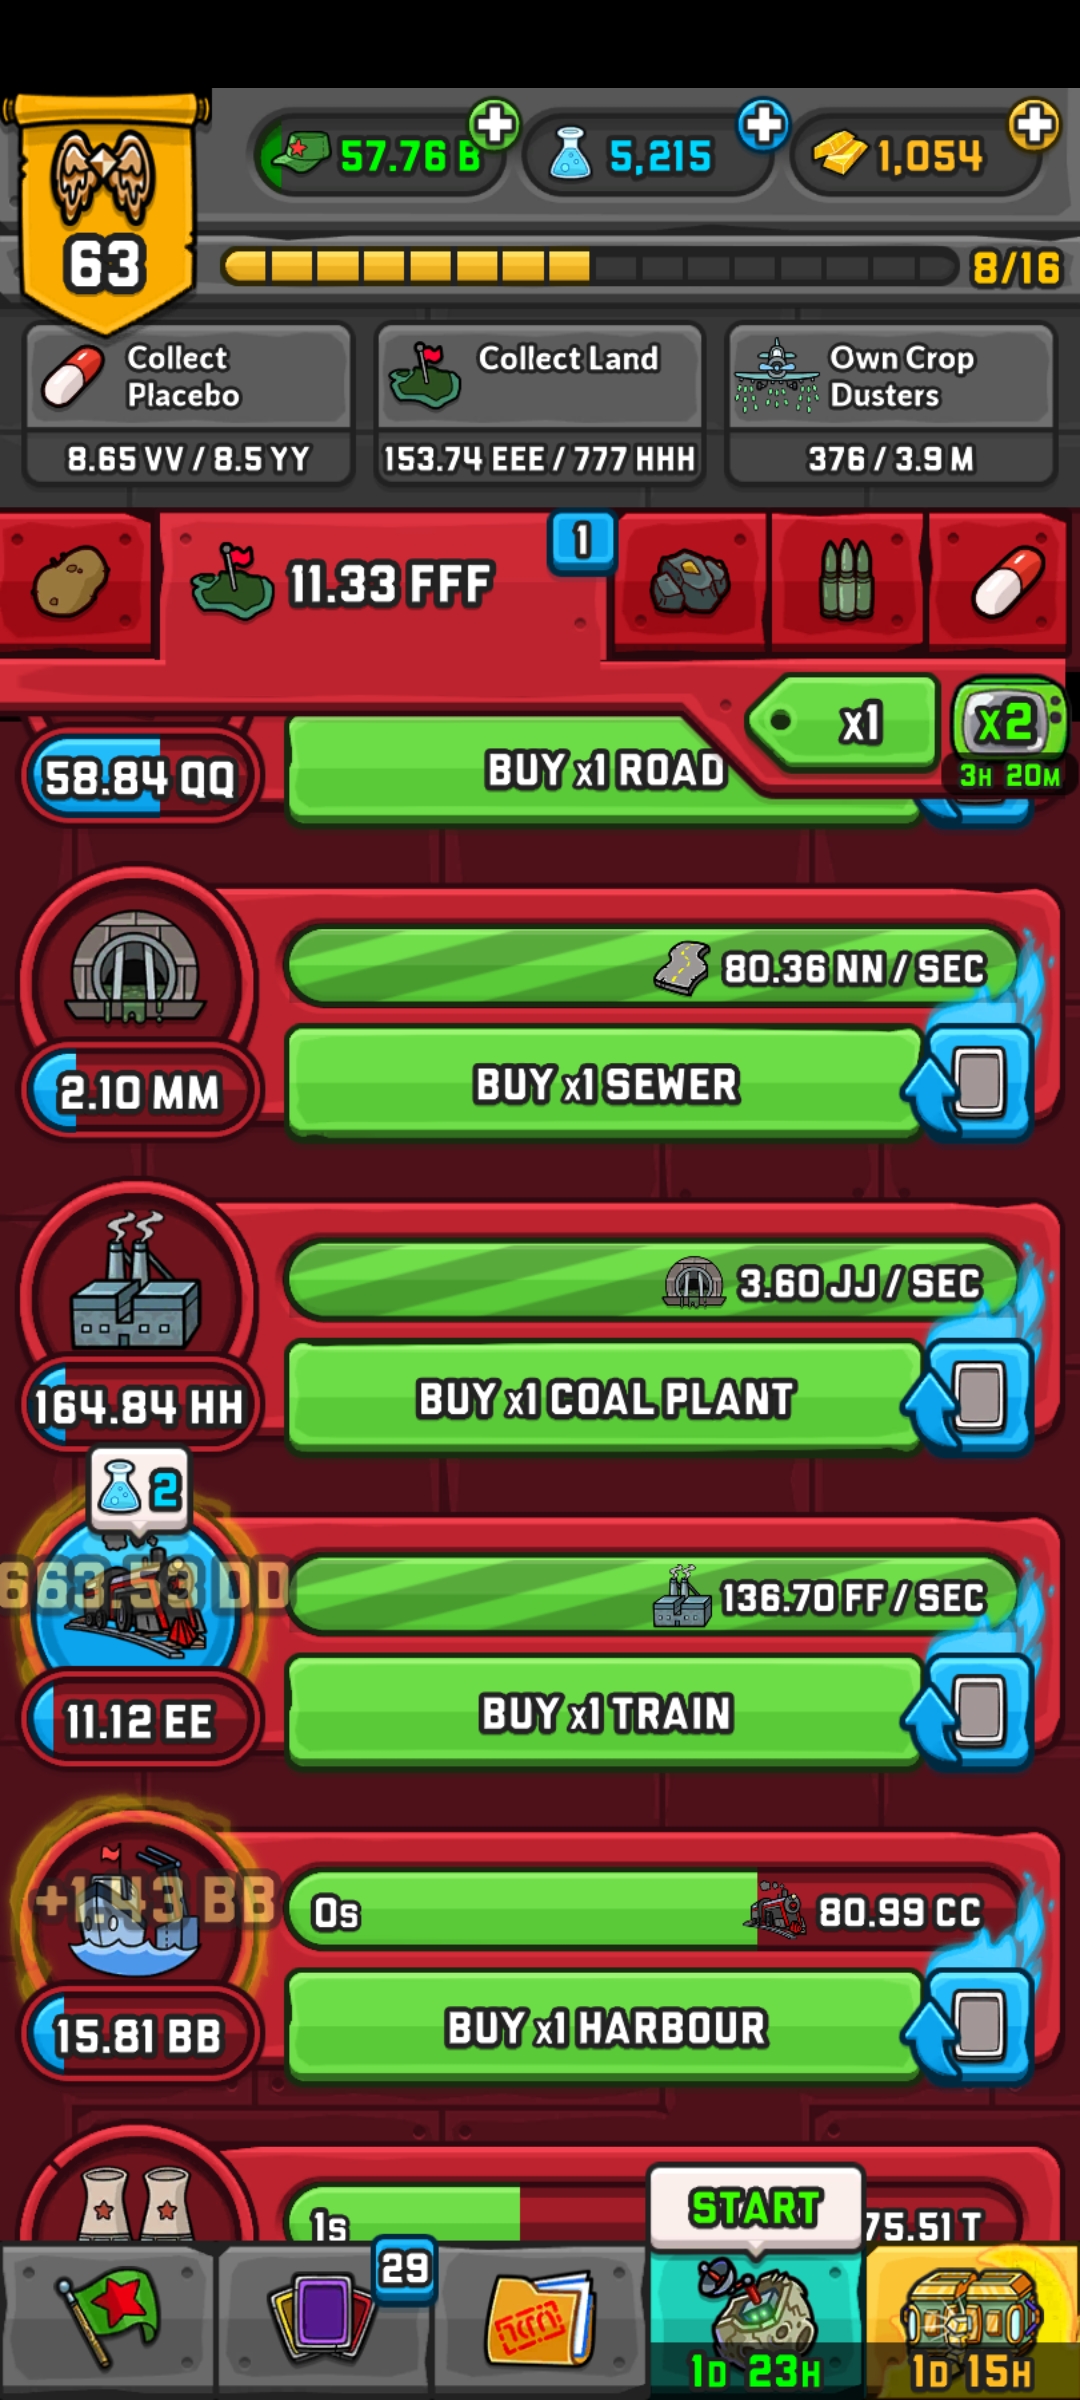 57.76 B
5,215
1,054
63
8/16
Collect
Placebo
8.65 VV / 8.5 YY
Collect Land
153.74 EEE / 777 HHH
Own Crop
Dusters
376 / 3.9 M
11.33 FFF
1
x1
x2
3H 20M
58.84 QQ
BUY x1 ROAD
80.36 NN / SEC
2.10 MM
BUY x1 SEWER
3.60 JJ / SEC
164.84 HH
BUY x1 COAL PLANT
2
663.58 DD
136.70 FF / SEC
11.12 EE
BUY x1 TRAIN
+1.43 BB
0s
80.99 CC
15.81 BB
BUY x1 HARBOUR
1s
75.51 T
START
29
1D 23H
1D 15H